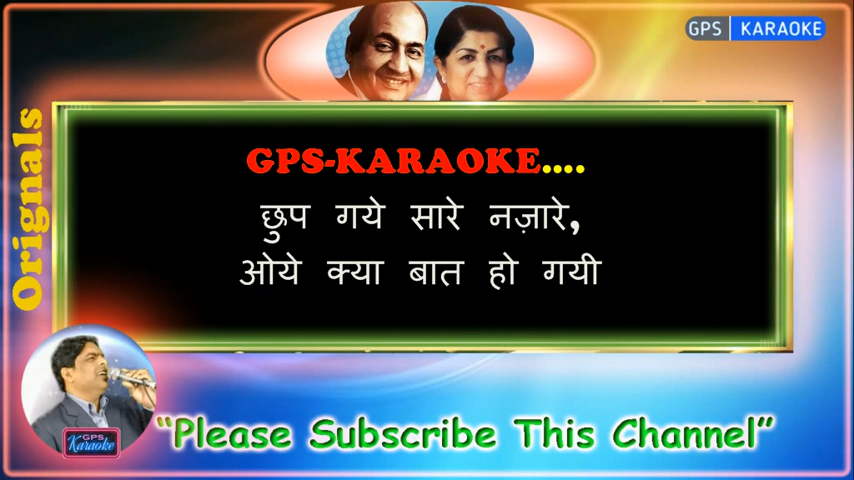 GPS | KARAOKE
Orignals
GPS-KARAOKE....
छुप गये सारे नज़ारे,
ओये क्या बात हो गयी
GPS
Karaoke
“Please Subscribe This Channel”